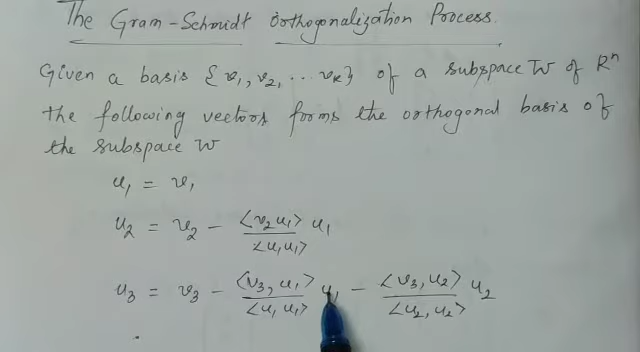 The Gram-Schmidt Orthogonalization Process.
Given a basis {v₁, v₂, ... vₖ} of a subspace W of Rⁿ
the following vectors forms the orthogonal basis of
the subspace W
u₁ = v₁
u₂ = v₂ - <v₂ u₁> / <u₁ u₁> u₁
u₃ = v₃ - <v₃, u₁> / <u₁ u₁> u₁ - <v₃, u₂> / <u₂, u₂> u₂